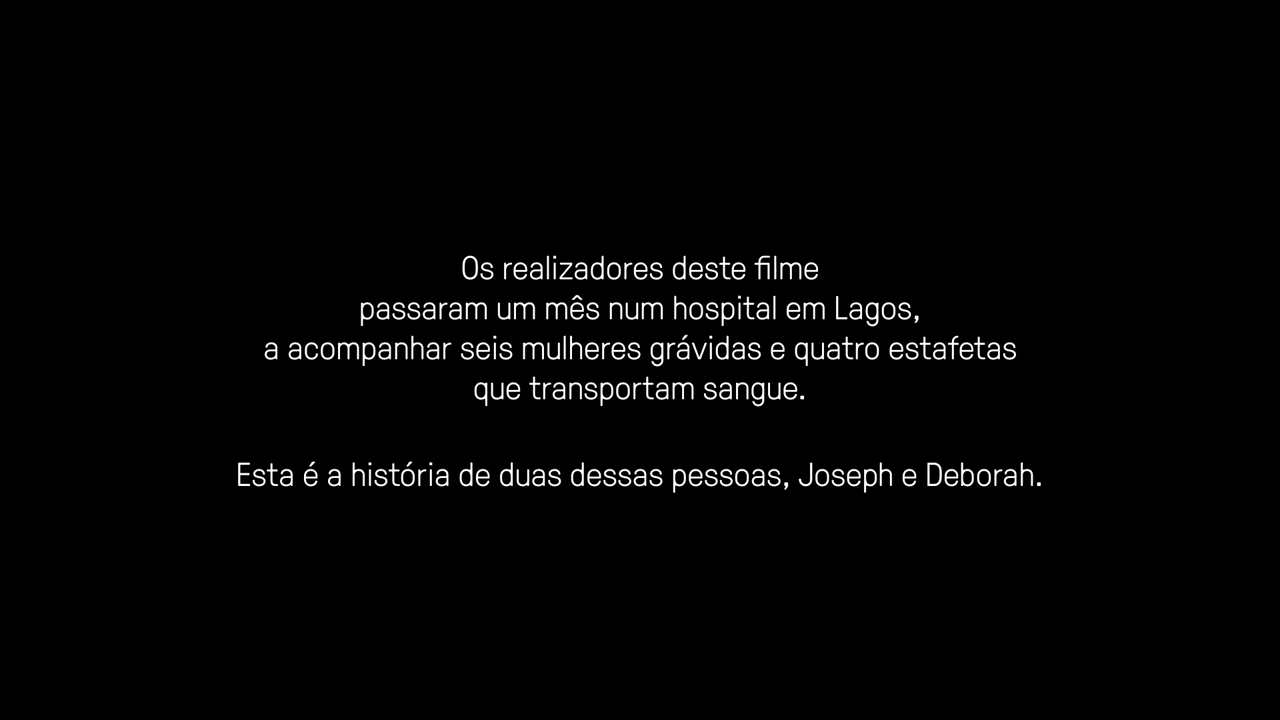 Os realizadores deste filme
passaram um mês num hospital em Lagos,
a acompanhar seis mulheres grávidas e quatro estafetas
que transportam sangue.
Esta é a história de duas dessas pessoas, Joseph e Deborah.